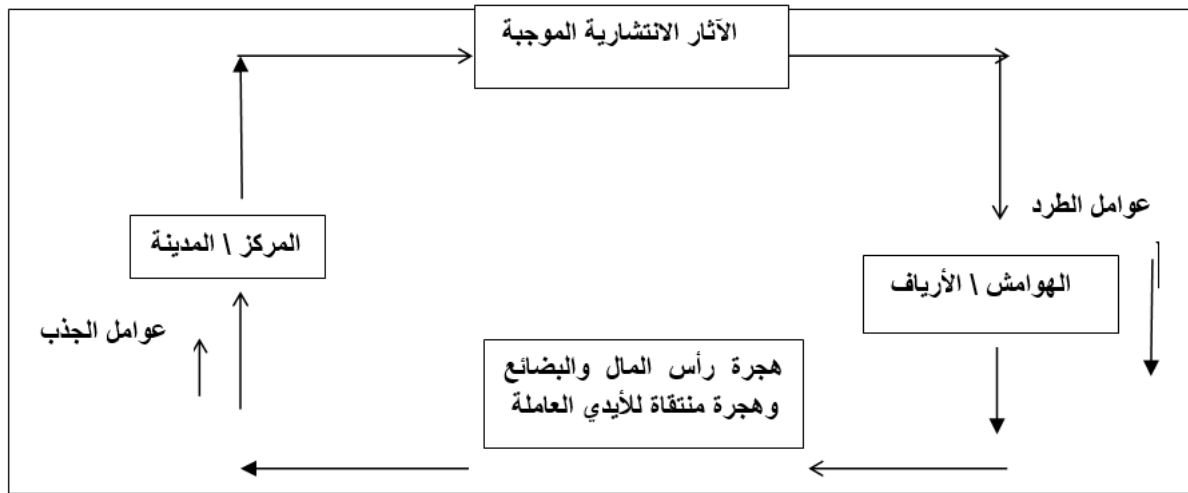 الآثار الانتشارية الموجبة
عوامل الطرد
المركز \ المدينة
الهوامش \ الأرياف
عوامل الجذب
هجرة رأس المال والبضائع
وهجرة منتقاة للأيدي العاملة